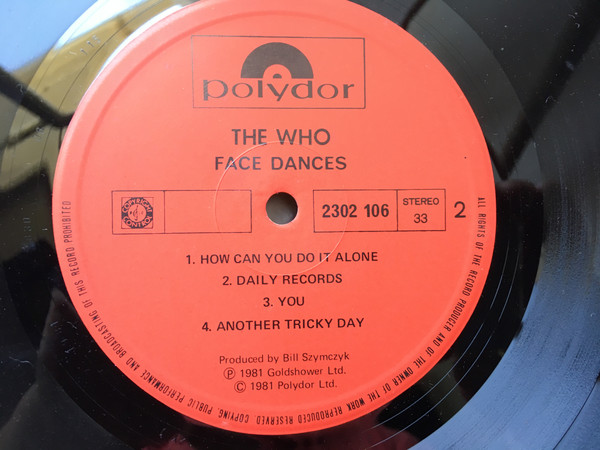 polydor
THE WHO
FACE DANCES
COPYRIGHT CONTROL
2302 106
STEREO
33
2
1. HOW CAN YOU DO IT ALONE
2. DAILY RECORDS
3. YOU
4. ANOTHER TRICKY DAY
Produced by Bill Szymczyk
℗ 1981 Goldshower Ltd.
© 1981 Polydor Ltd.
ALL RIGHTS OF THE RECORD PRODUCER AND OF THE OWNER OF THE WORK REPRODUCED RESERVED. COPYING, PUBLIC PERFORMANCE AND BROADCASTING OF THIS RECORD PROHIBITED